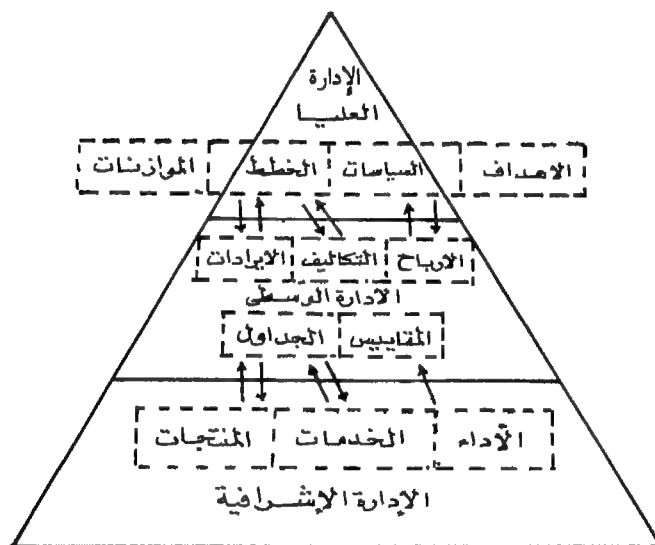 الإدارة
العليا
الاهداف السياسات الخطط الموازنات
الارباح التكاليف الايرادات
الادارة الوسطى
المقاييس الجداول
الأداء الخدمات المنتجات
الإدارة الإشرافية